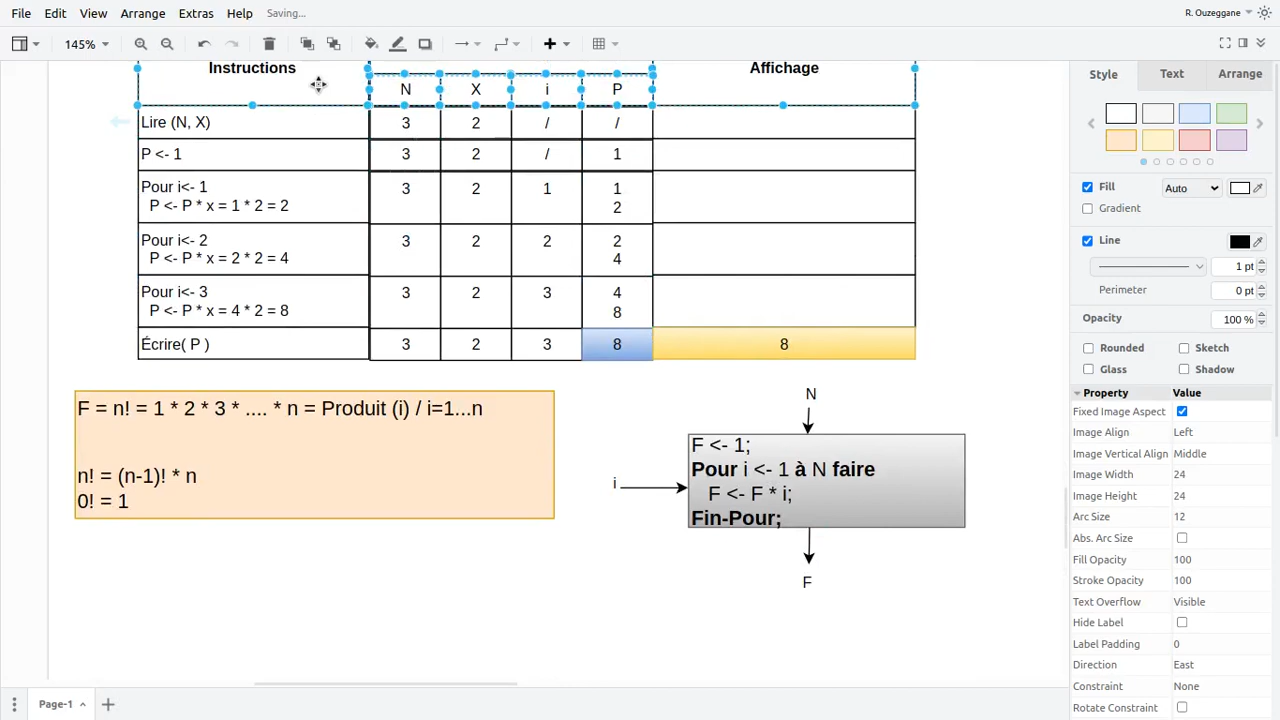 File Edit View Arrange Extras Help Saving...
R. Ouzeggane
145%
Instructions Affichage
N X i P
Lire (N, X) 3 2 / /
P <- 1 3 2 / 1
Pour i<- 1 3 2 1 1
P <- P * x = 1 * 2 = 2 2
Pour i<- 2 3 2 2 2
P <- P * x = 2 * 2 = 4 4
Pour i<- 3 3 2 3 4
P <- P * x = 4 * 2 = 8 8
Écrire( P ) 3 2 3 8 8
F = n! = 1 * 2 * 3 * .... * n = Produit (i) / i=1...n
n! = (n-1)! * n
0! = 1
N
F <- 1;
Pour i <- 1 à N faire
F <- F * i;
Fin-Pour;
i
F
Style Text Arrange
Fill Auto
Gradient
Line 1 pt
Perimeter 0 pt
Opacity 100 %
Rounded Sketch
Glass Shadow
Property Value
Fixed Image Aspect
Image Align Left
Image Vertical Align Middle
Image Width 24
Image Height 24
Arc Size 12
Abs. Arc Size
Fill Opacity 100
Stroke Opacity 100
Text Overflow Visible
Hide Label
Label Padding 0
Direction East
Constraint None
Rotate Constraint
Page-1